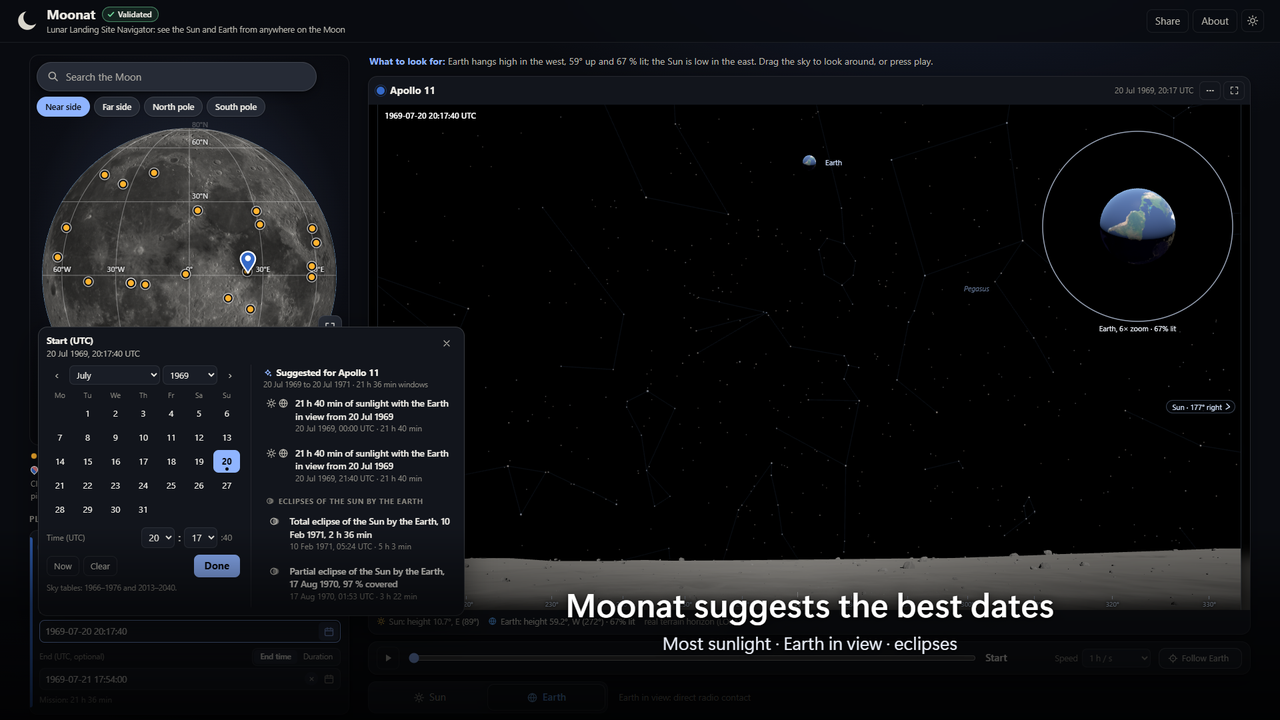 Moonat
Validated
Lunar Landing Site Navigator: see the Sun and Earth from anywhere on the Moon
Share
About
Search the Moon
Near side
Far side
North pole
South pole
80°N
60°N
30°N
60°W
30°W
0°
30°E
What to look for: Earth hangs high in the west, 59° up and 67 % lit; the Sun is low in the east. Drag the sky to look around, or press play.
Apollo 11
20 Jul 1969, 20:17 UTC
1969-07-20 20:17:40 UTC
Earth
Pegasus
Earth, 6× zoom · 67% lit
Sun · 177° right
Start (UTC)
20 Jul 1969, 20:17:40 UTC
July
1969
Mo Tu We Th Fr Sa Su
1 2 3 4 5 6
7 8 9 10 11 12 13
14 15 16 17 18 19 20
21 22 23 24 25 26 27
28 29 30 31
Time (UTC)
20 : 17 :40
Now
Clear
Done
Sky tables: 1966–1976 and 2013–2040.
Suggested for Apollo 11
20 Jul 1969 to 20 Jul 1971 · 21 h 36 min windows
21 h 40 min of sunlight with the Earth
in view from 20 Jul 1969
20 Jul 1969, 00:00 UTC · 21 h 40 min
21 h 40 min of sunlight with the Earth
in view from 20 Jul 1969
20 Jul 1969, 21:40 UTC · 21 h 40 min
ECLIPSES OF THE SUN BY THE EARTH
Total eclipse of the Sun by the Earth, 10
Feb 1971, 2 h 36 min
10 Feb 1971, 05:24 UTC · 5 h 3 min
Partial eclipse of the Sun by the Earth,
17 Aug 1970, 97 % covered
17 Aug 1970, 01:53 UTC · 3 h 22 min
1969-07-20 20:17:40
End (UTC, optional)
End time
Duration
1969-07-21 17:54:00
Mission: 21 h 36 min
230°
320°
330°
Moonat suggests the best dates
Sun: height 10.7°, E (89°)
Earth: height 59.2°, W (272°) · 67% lit
real terrain horizon
Most sunlight · Earth in view · eclipses
Start
Speed
1 h / s
Follow Earth
Sun
Earth
Earth in view: direct radio contact